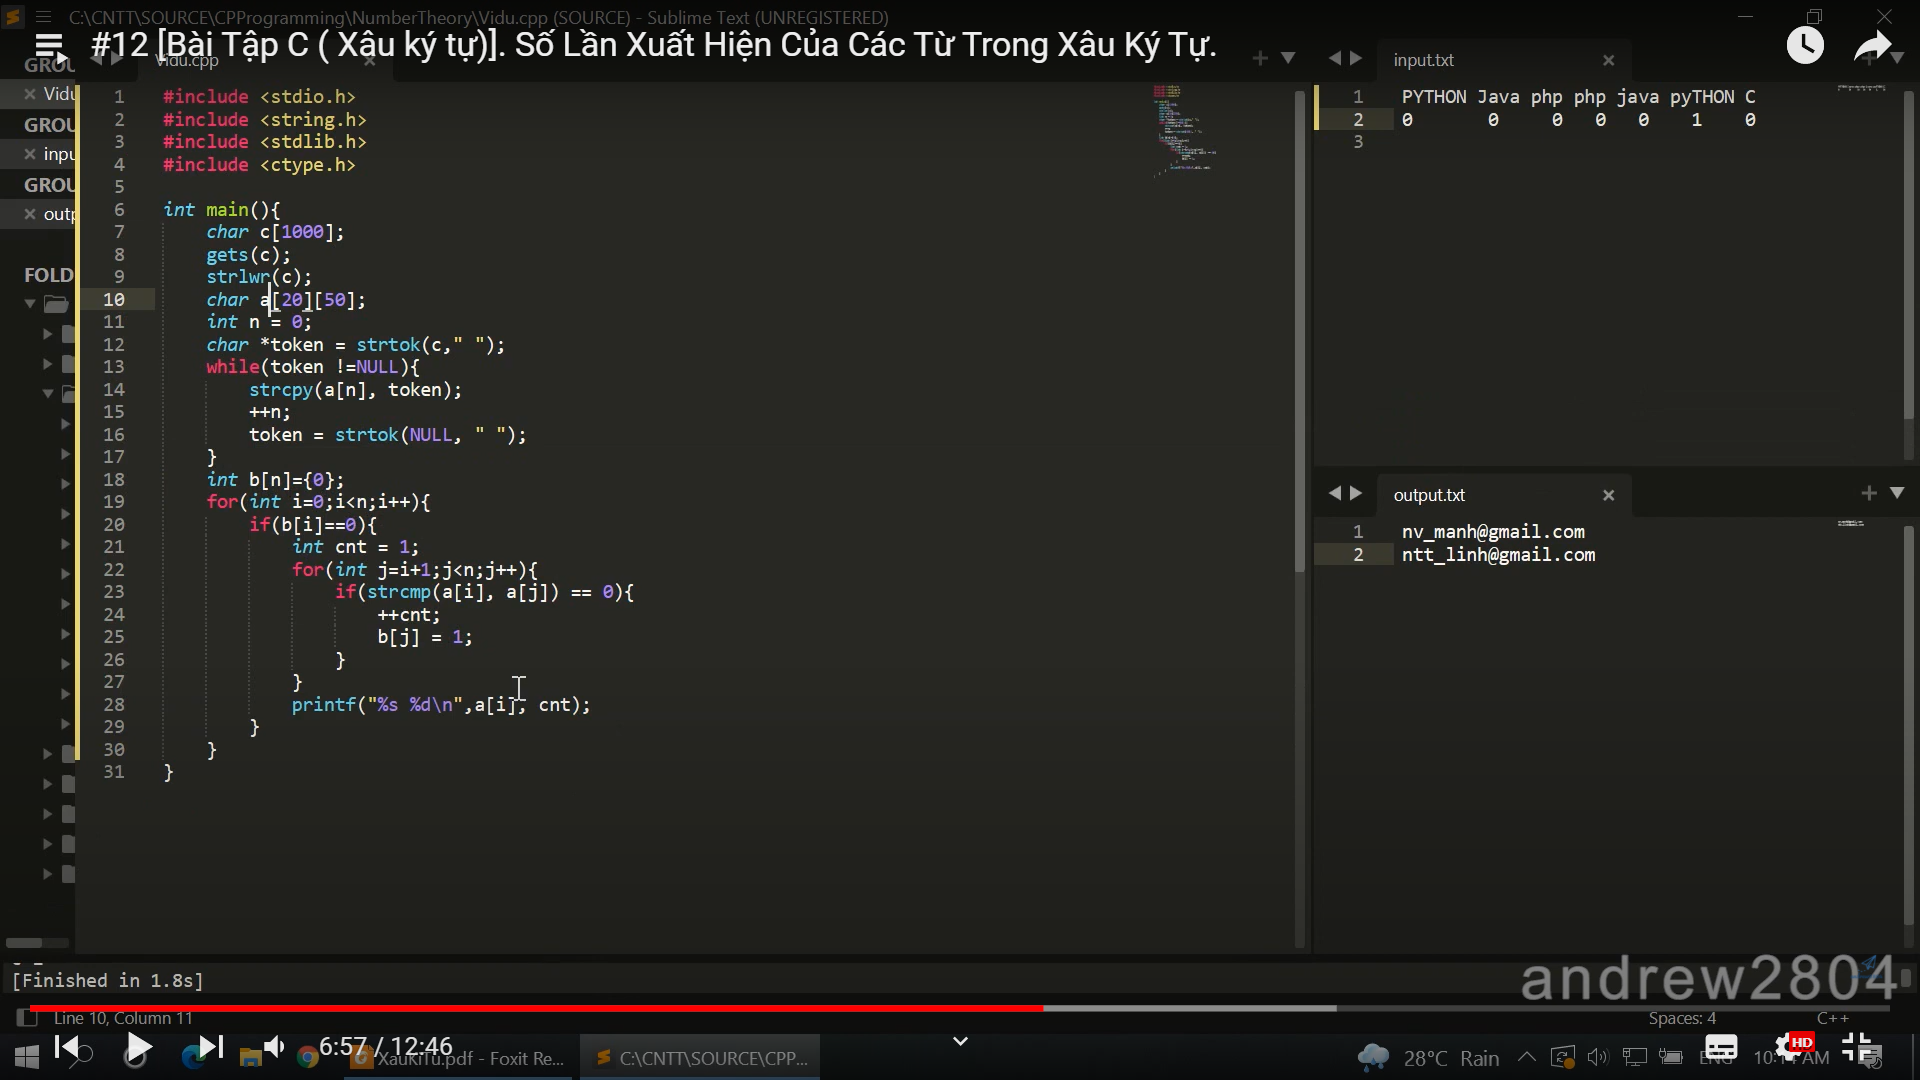 C:\CNTT\SOURCE\CPProgramming\NumberTheory\Vidu.cpp (SOURCE) - Sublime Text (UNREGISTERED)
#12 [Bài Tập C ( Xâu ký tự)]. Số Lần Xuất Hiện Của Các Từ Trong Xâu Ký Tự.
Vidu.cpp
GROU
Vidu
GROU
inpu
GROU
outp
FOLD
1 #include <stdio.h>
2 #include <string.h>
3 #include <stdlib.h>
4 #include <ctype.h>
5
6 int main(){
7 char c[1000];
8 gets(c);
9 strlwr(c);
10 char a[20][50];
11 int n = 0;
12 char *token = strtok(c," ");
13 while(token !=NULL){
14 strcpy(a[n], token);
15 ++n;
16 token = strtok(NULL, " ");
17 }
18 int b[n]={0};
19 for(int i=0;i<n;i++){
20 if(b[i]==0){
21 int cnt = 1;
22 for(int j=i+1;j<n;j++){
23 if(strcmp(a[i], a[j]) == 0){
24 ++cnt;
25 b[j] = 1;
26 }
27 }
28 printf("%s %d\n",a[i], cnt);
29 }
30 }
31 }
input.txt
1 PYTHON Java php php java pyTHON C
2 0 0 0 0 0 1 0
3
output.txt
1 nv_manh@gmail.com
2 ntt_linh@gmail.com
[Finished in 1.8s]
andrew2804
Line 10, Column 11
Spaces: 4
C++
6:57 / 12:46
XaukiTu.pdf - Foxit Re...
C:\CNTT\SOURCE\CPP...
28°C Rain
ENG
HD